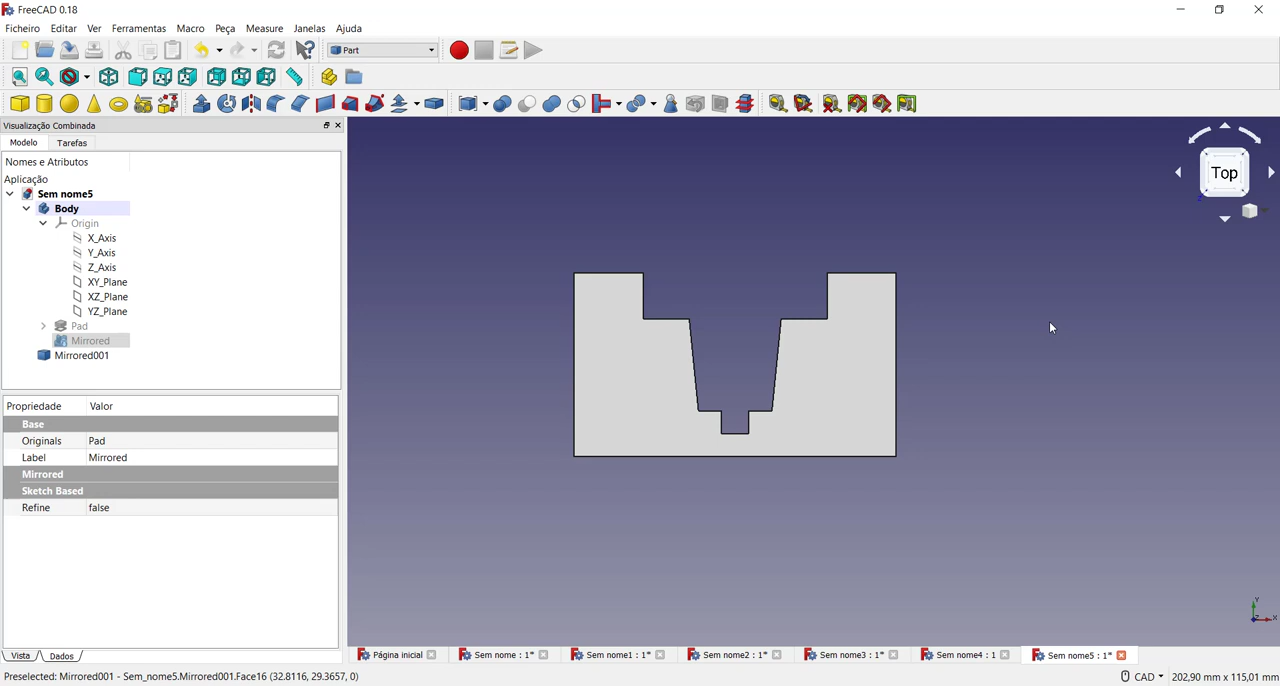 FreeCAD 0.18
Ficheiro Editar Ver Ferramentas Macro Peça Measure Janelas Ajuda
Part
Visualização Combinada
Modelo Tarefas
Nomes e Atributos
Aplicação
Sem nome5
Body
Origin
X_Axis
Y_Axis
Z_Axis
XY_Plane
XZ_Plane
YZ_Plane
Pad
Mirrored
Mirrored001
Propriedade Valor
Base
Originals Pad
Label Mirrored
Mirrored
Sketch Based
Refine false
Vista Dados
Top
Z
Y
Z X
Página inicial Sem nome : 1* Sem nome1 : 1* Sem nome2 : 1* Sem nome3 : 1* Sem nome4 : 1 Sem nome5 : 1*
Preselected: Mirrored001 - Sem_nome5.Mirrored001.Face16 (32.8116, 29.3657, 0) CAD 202,90 mm x 115,01 mm